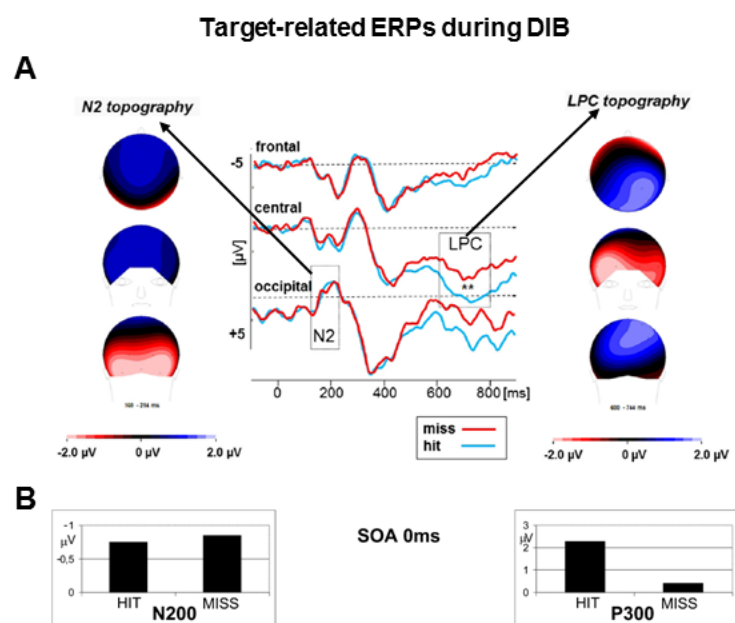 Target-related ERPs during DIB
A
N2 topography
LPC topography
frontal
-5
central
LPC
[µV]
**
occipital
+5
N2
0 200 400 600 800 [ms]
miss
hit
-2.0 µV 0 µV 2.0 µV
600 - 744 ms
-2.0 µV 0 µV 2.0 µV
B
SOA 0ms
-1
µV
-0,5
0
HIT MISS
N200
3
µV
2
1
0
HIT MISS
P300